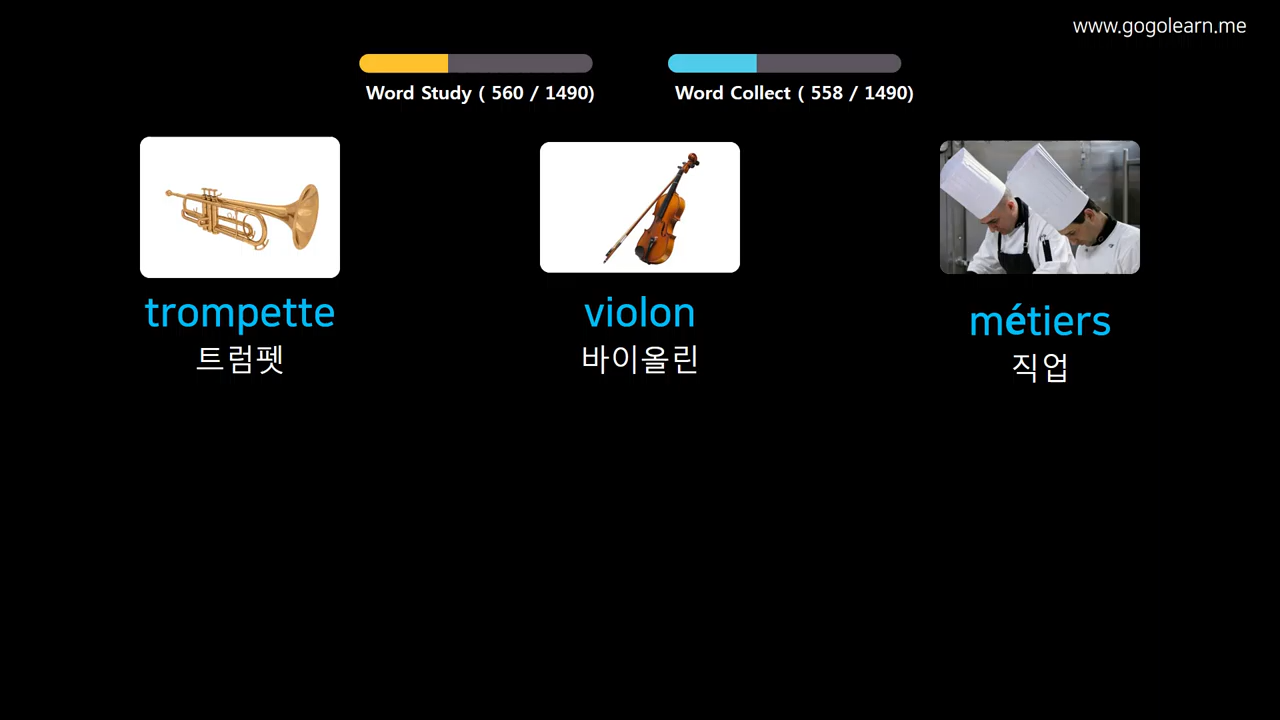 www.gogolearn.me
Word Study ( 560 / 1490)
Word Collect ( 558 / 1490)
trompette
트럼펫
violon
바이올린
métiers
직업